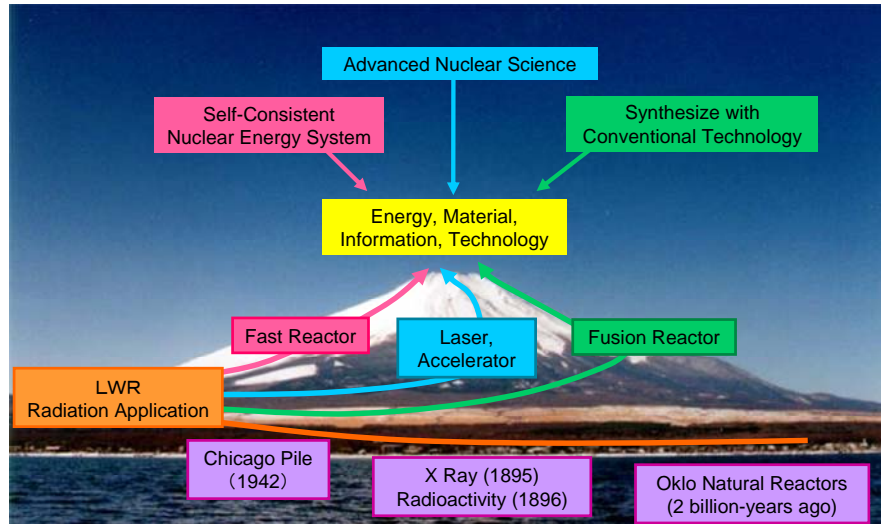 Advanced Nuclear Science
Self-Consistent
Nuclear Energy System
Synthesize with
Conventional Technology
Energy, Material,
Information, Technology
Fast Reactor
Laser,
Accelerator
Fusion Reactor
LWR
Radiation Application
Chicago Pile
（1942）
X Ray (1895)
Radioactivity (1896)
Oklo Natural Reactors
(2 billion-years ago)